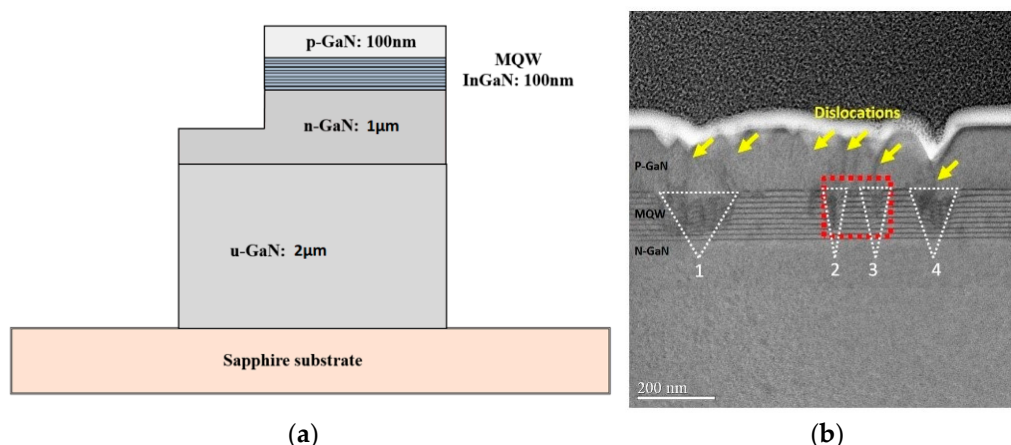 p-GaN: 100nm
MQW
InGaN: 100nm
n-GaN: 1μm
u-GaN: 2μm
Sapphire substrate
(a)
Dislocations
P-GaN
MQW
N-GaN
1
2
3
4
200 nm
(b)